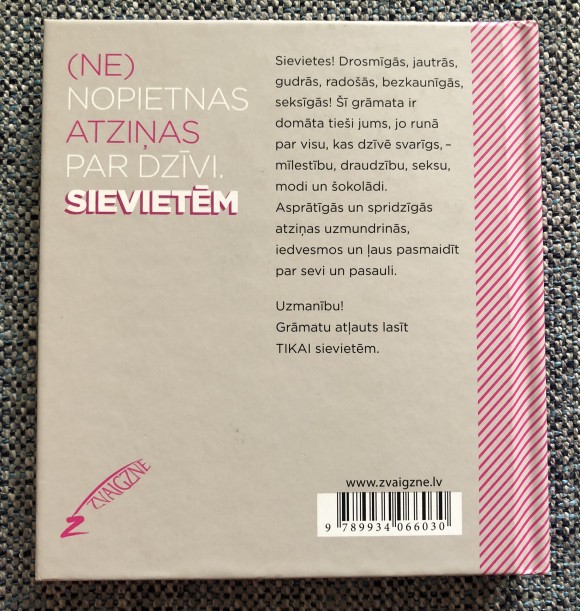 (NE)
NOPIETNAS
ATZIŅAS
PAR DZĪVI.
SIEVIETĒM
Sievietes! Drosmīgās, jautrās,
gudrās, radošās, bezkaunīgās,
seksīgās! Šī grāmata ir
domāta tieši jums, jo runā
par visu, kas dzīvē svarīgs, –
mīlestību, draudzību, seksu,
modi un šokolādi.
Asprātīgās un spridzīgās
atziņas uzmundrinās,
iedvesmos un ļaus pasmaidīt
par sevi un pasauli.
Uzmanību!
Grāmatu atļauts lasīt
TIKAI sievietēm.
ZVAIGZNE
www.zvaigzne.lv
9 789934 066030